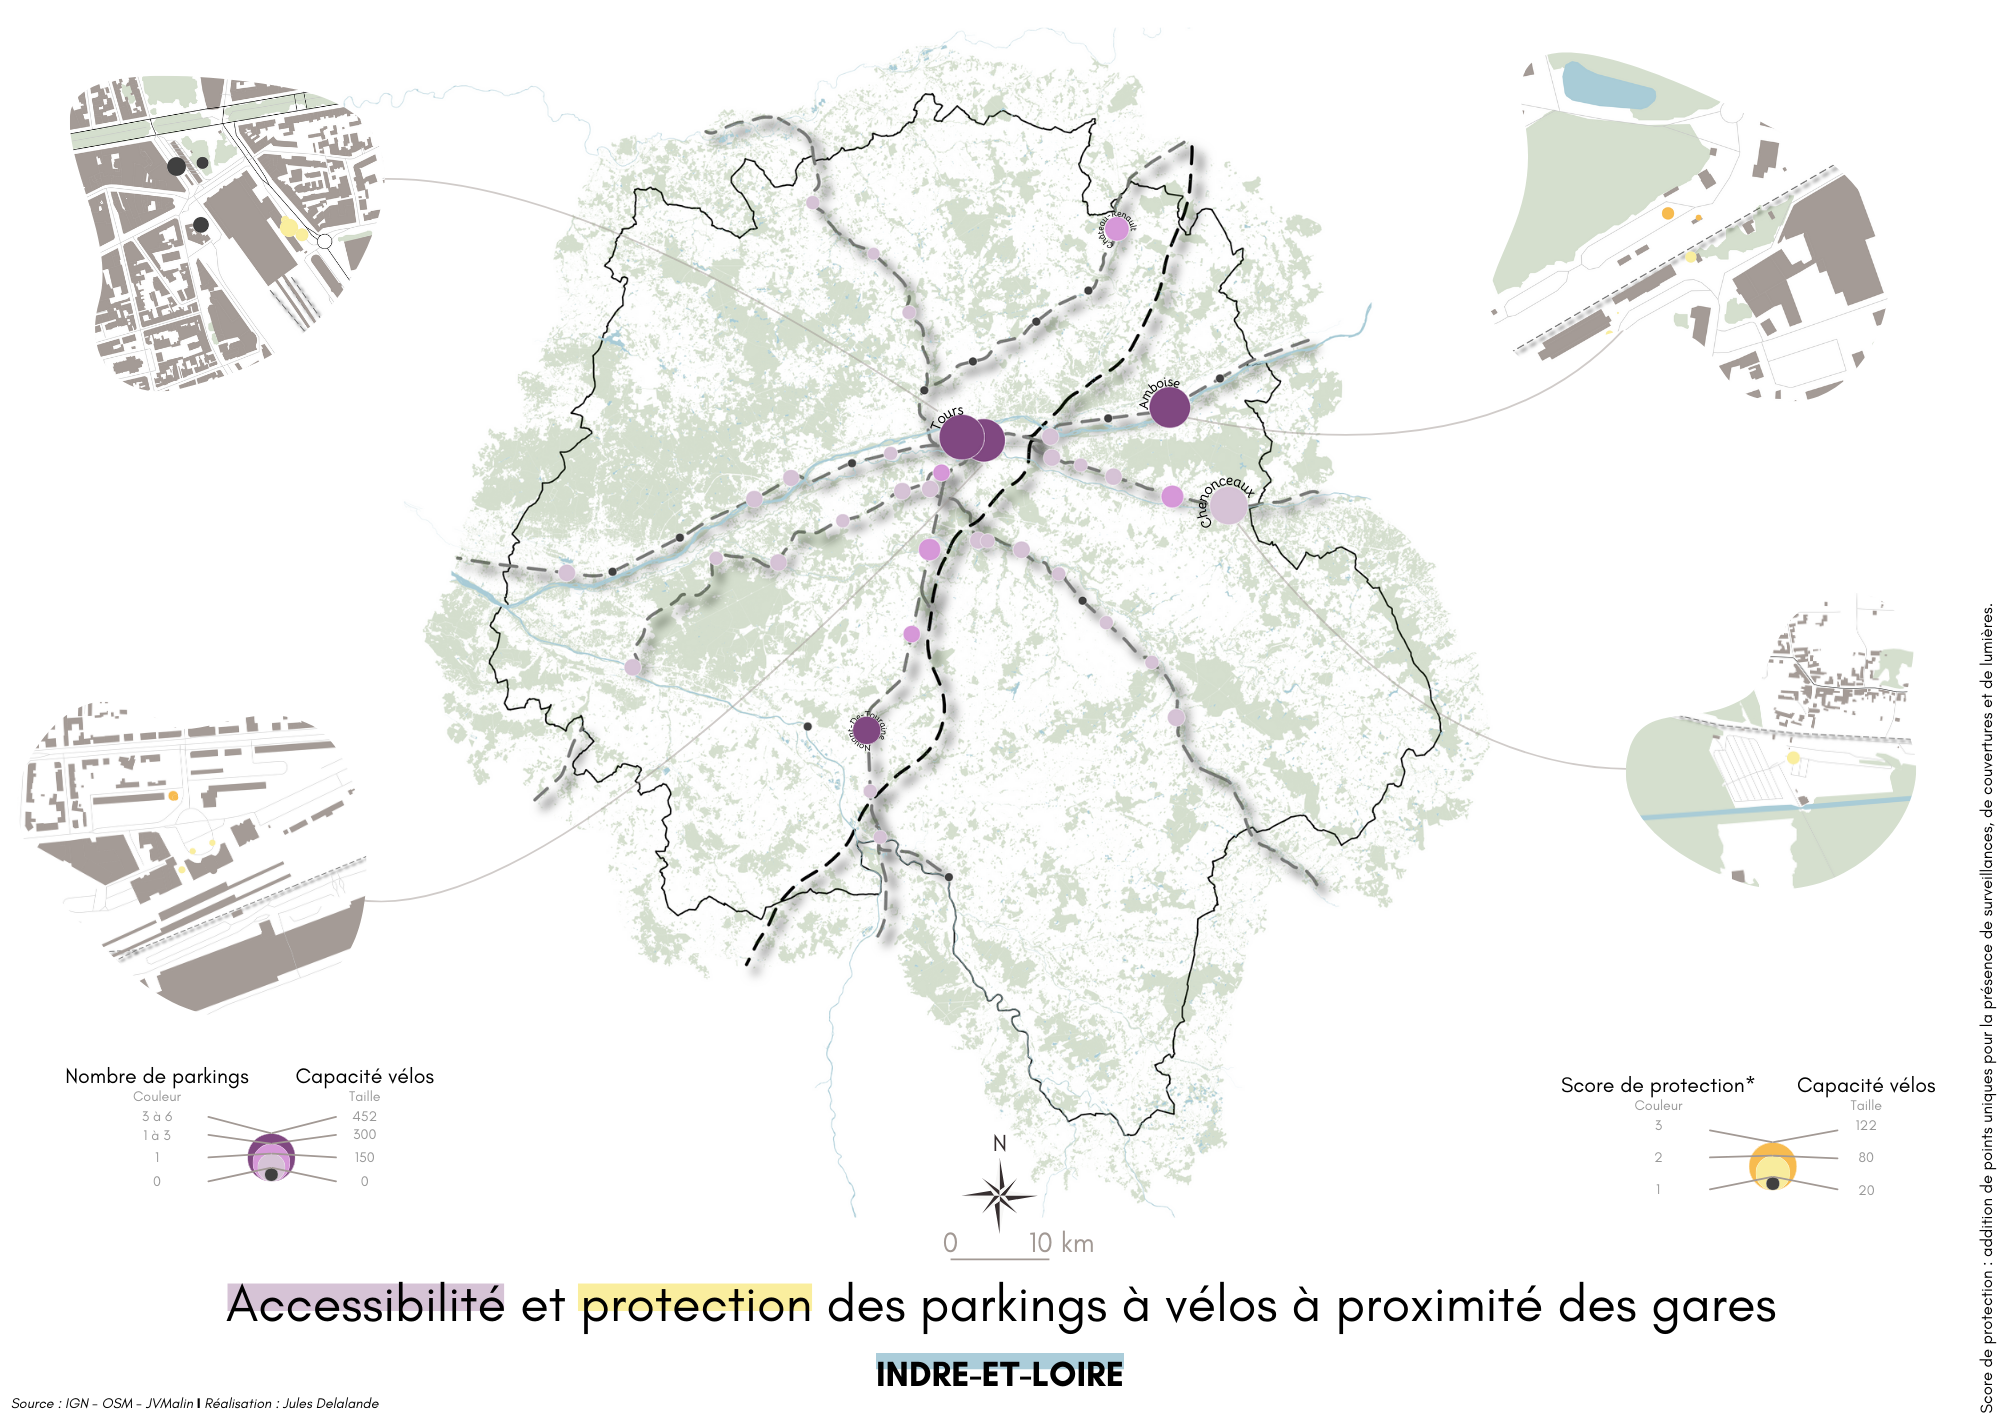 Château-Renault
Amboise
Tours
Chenonceaux
Noyant-De-Touraine
Nombre de parkings
Capacité vélos
Couleur
Taille
3 à 6
452
1 à 3
300
1
150
0
0
Score de protection*
Capacité vélos
Couleur
Taille
3
122
2
80
1
20
N
0
10 km
Accessibilité et protection des parkings à vélos à proximité des gares
INDRE-ET-LOIRE
Source : IGN - OSM - JVMalin I Réalisation : Jules Delalande
Score de protection : addition de points uniques pour la présence de surveillances, de couvertures et de lumières.